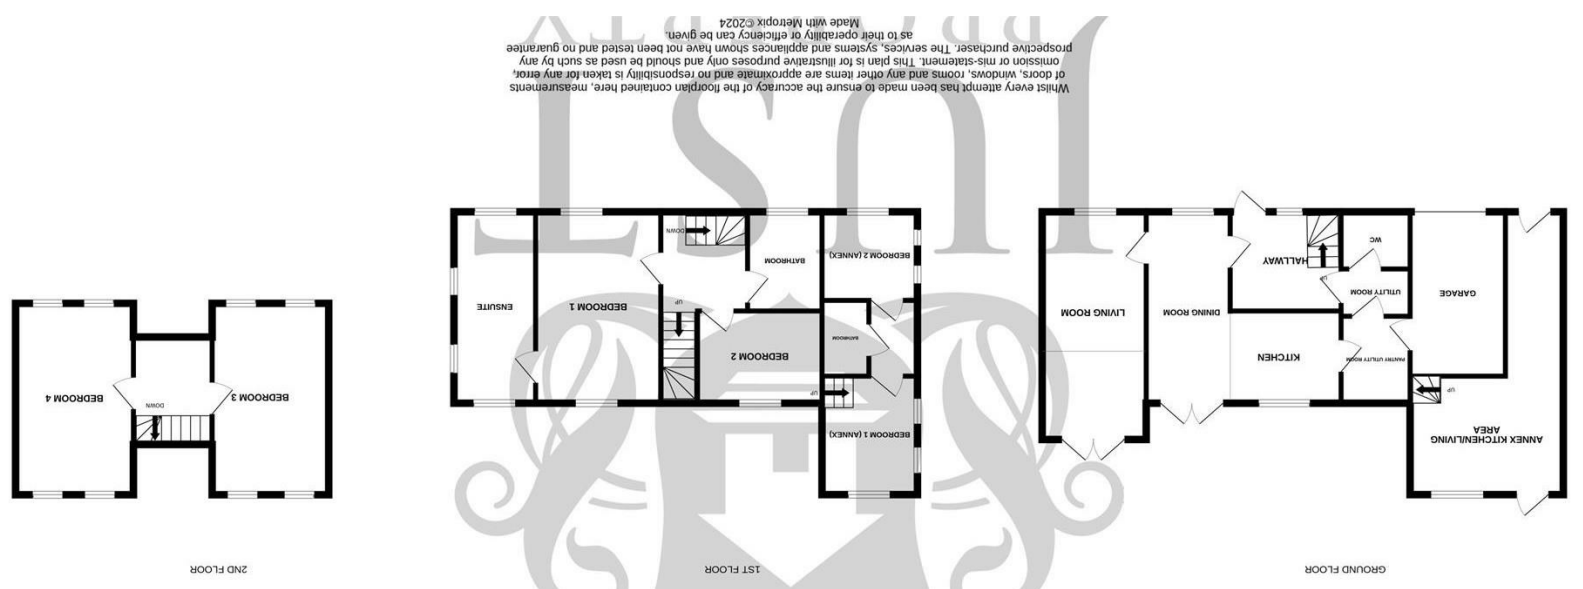 GROUND FLOOR
ANNEX KITCHEN/LIVING
AREA
UP
PANTRY UTILITY ROOM
KITCHEN
GARAGE
UTILITY ROOM
UP
DINING ROOM
LIVING ROOM
HALLWAY
WC
1ST FLOOR
BEDROOM 1 (ANNEX)
UP
BEDROOM 2
BATHROOM
UP
BEDROOM 1
ENSUITE
BEDROOM 2 (ANNEX)
BATHROOM
DOWN
2ND FLOOR
DOWN
BEDROOM 3
BEDROOM 4
JUST
PROPERTY
Whilst every attempt has been made to ensure the accuracy of the floorplan contained here, measurements
of doors, windows, rooms and any other items are approximate and no responsibility is taken for any error,
omission or mis-statement. This plan is for illustrative purposes only and should be used as such by any
prospective purchaser. The services, systems and appliances shown have not been tested and no guarantee
as to their operability or efficiency can be given.
Made with Metropix ©2024